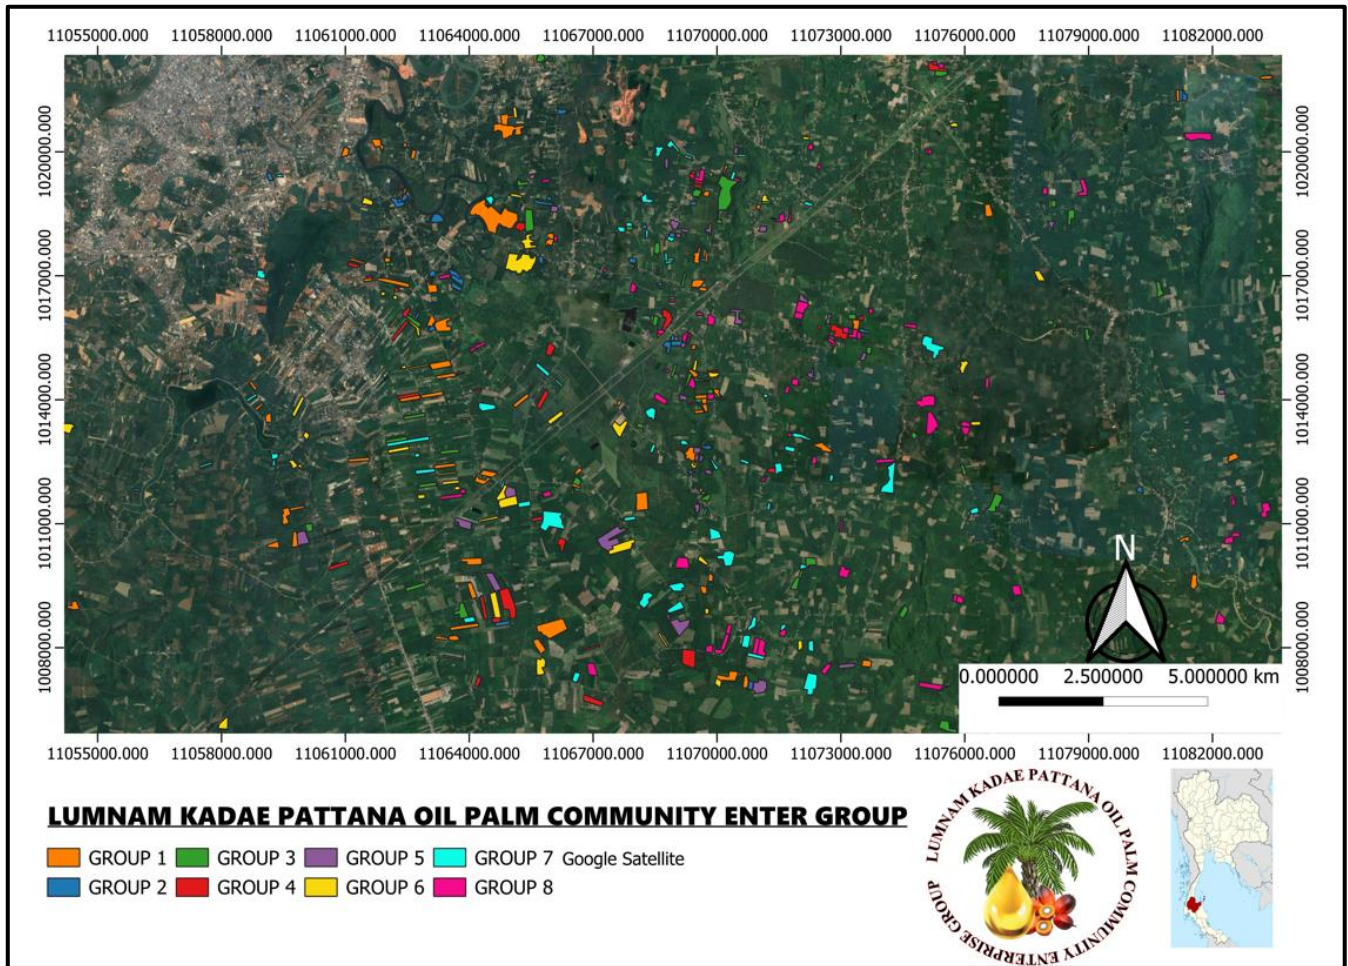 11055000.000 11058000.000 11061000.000 11064000.000 11067000.000 11070000.000 11073000.000 11076000.000 11079000.000 11082000.000
1020000.000
1017000.000
1014000.000
1011000.000
1008000.000
1020000.000
1017000.000
1014000.000
1011000.000
1008000.000
N
0.0000000 2.5000000 5.0000000 km
11055000.000 11058000.000 11061000.000 11064000.000 11067000.000 11070000.000 11073000.000 11076000.000 11079000.000 11082000.000
LUMNAM KADAE PATTANA OIL PALM COMMUNITY ENTER GROUP
GROUP 1 GROUP 3 GROUP 5 GROUP 7 Google Satellite
GROUP 2 GROUP 4 GROUP 6 GROUP 8
LUMNAM KADAE PATTANA OIL PALM COMMUNITY ENTERPRISE GROUP